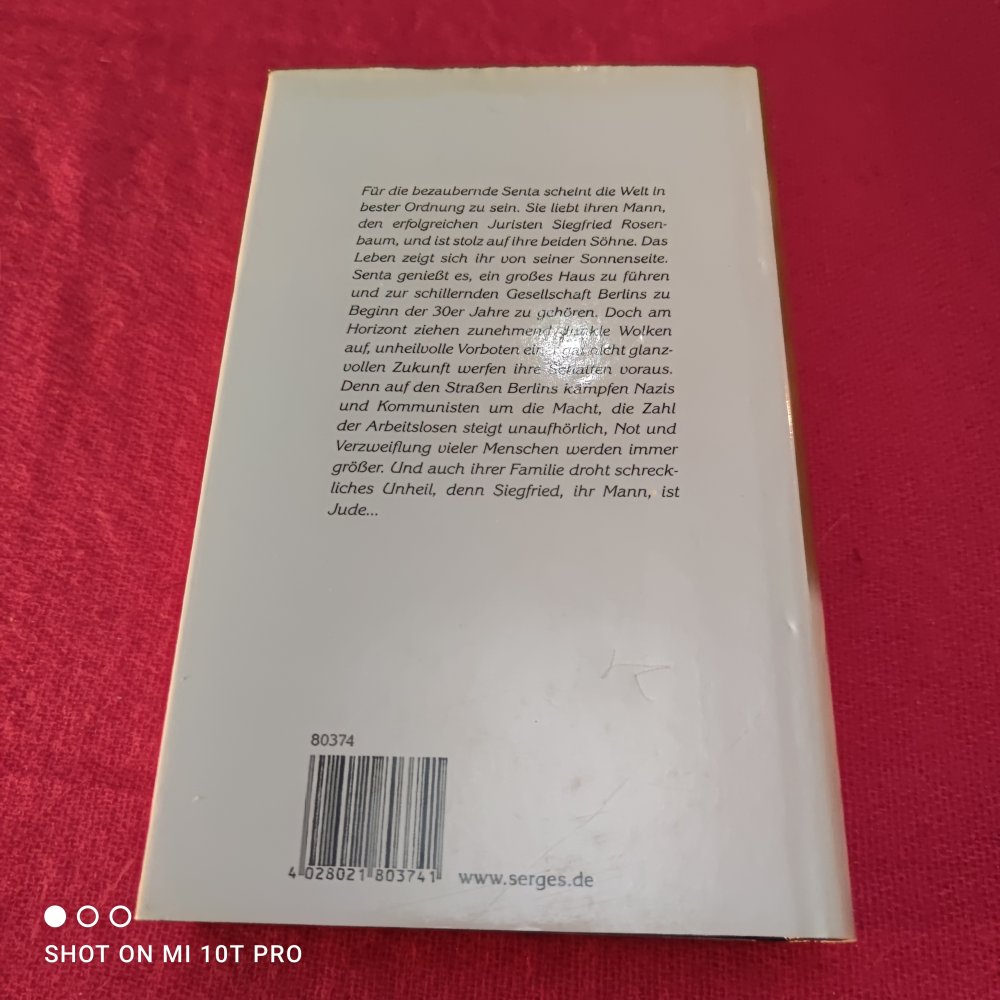 Für die bezaubernde Senta scheint die Welt in
bester Ordnung zu sein. Sie liebt ihren Mann,
den erfolgreichen Juristen Siegfried Rosen-
baum, und ist stolz auf ihre beiden Söhne. Das
Leben zeigt sich ihr von seiner Sonnenseite.
Senta genießt es, ein großes Haus zu führen
und zur schillernden Gesellschaft Berlins zu
Beginn der 30er Jahre zu gehören. Doch am
Horizont ziehen zunehmend dunkle Wolken
auf, unheilvolle Vorboten einer gar nicht glanz-
vollen Zukunft werfen ihre Schatten voraus.
Denn auf den Straßen Berlins kämpfen Nazis
und Kommunisten um die Macht, die Zahl
der Arbeitslosen steigt unaufhörlich, Not und
Verzweiflung vieler Menschen werden immer
größer. Und auch ihrer Familie droht schreck-
liches Unheil, denn Siegfried, ihr Mann, ist
Jude...
80374
4 028021 803741
www.serges.de
SHOT ON MI 10T PRO